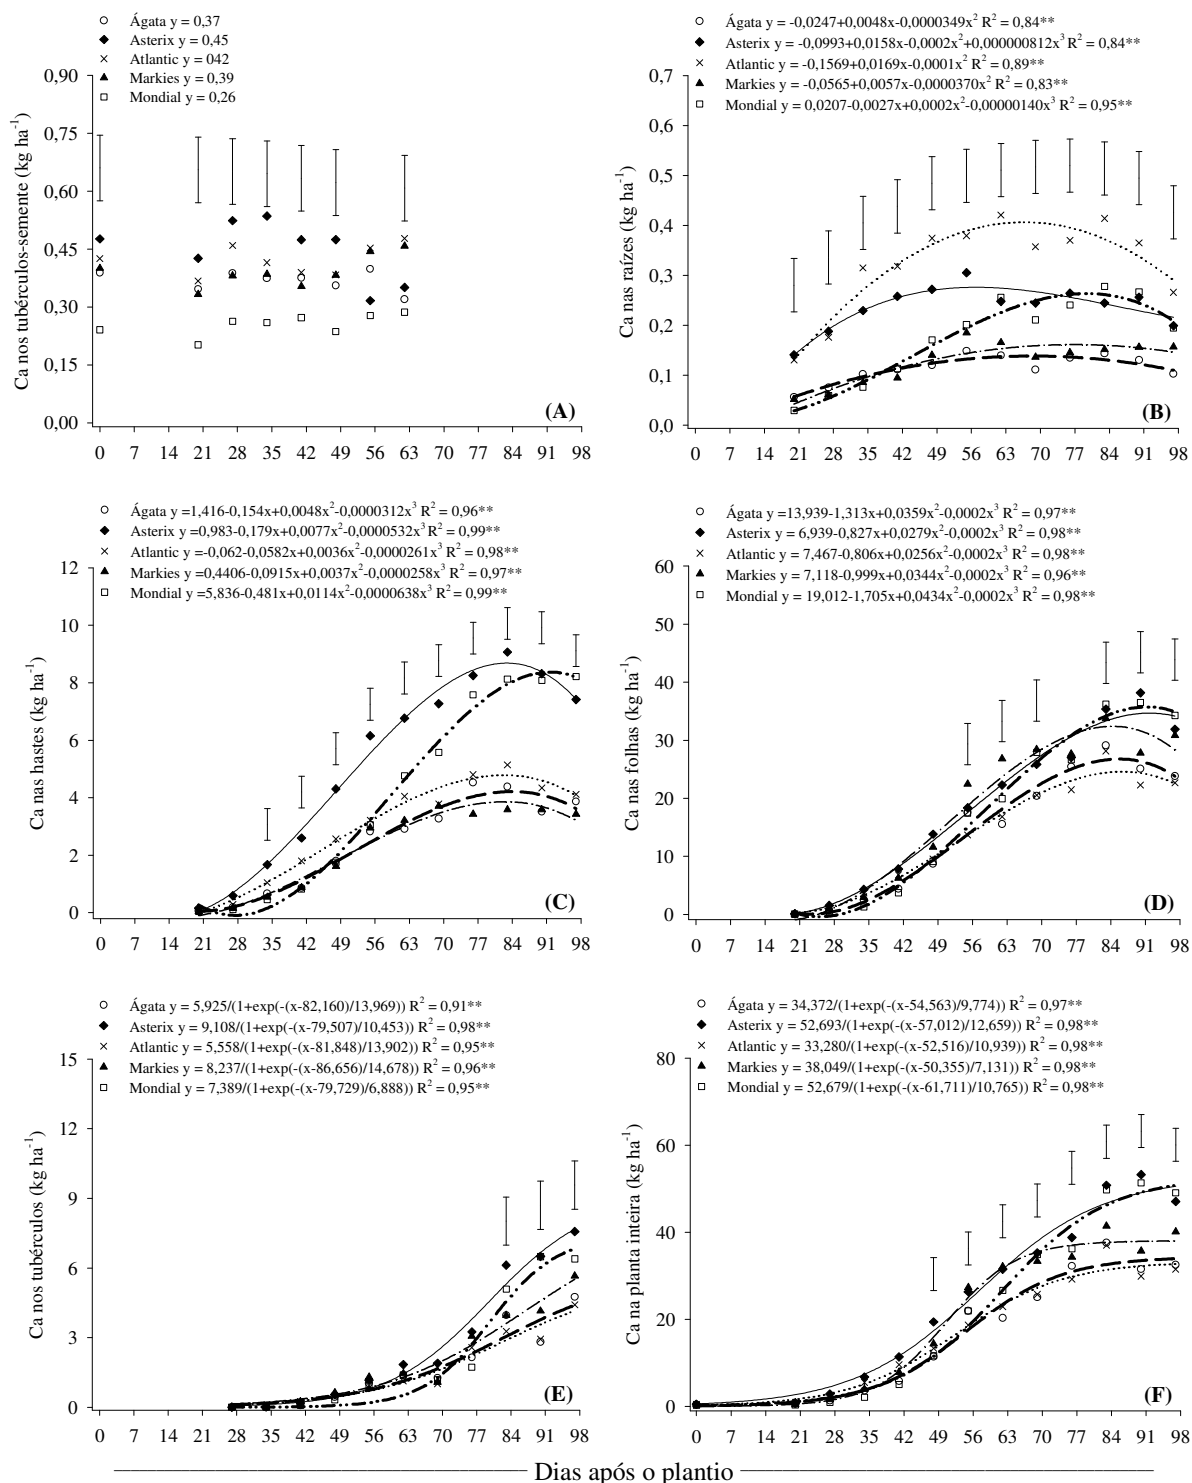 Ágata y = 0,37
Asterix y = 0,45
Atlantic y = 042
Markies y = 0,39
Mondial y = 0,26
0,90
0,75
0,60
0,45
0,30
0,15
0,00
Ca nos tubérculos-semente (kg ha⁻¹)
(A)
0 7 14 21 28 35 42 49 56 63 70 77 84 91 98
Ágata y = -0,0247+0,0048x-0,0000349x² R² = 0,84**
Asterix y = -0,0993+0,0158x-0,0002x²+0,000000812x³ R² = 0,84**
Atlantic y = -0,1569+0,0169x-0,0001x² R² = 0,89**
Markies y = -0,0565+0,0057x-0,0000370x² R² = 0,83**
Mondial y = 0,0207-0,0027x+0,0002x²-0,00000140x³ R² = 0,95**
0,7
0,6
0,5
0,4
0,3
0,2
0,1
0,0
Ca nas raízes (kg ha⁻¹)
(B)
0 7 14 21 28 35 42 49 56 63 70 77 84 91 98
Ágata y =1,416-0,154x+0,0048x²-0,0000312x³ R² = 0,96**
Asterix y =0,983-0,179x+0,0077x²-0,0000532x³ R² = 0,99**
Atlantic y=-0,062-0,0582x+0,0036x²-0,0000261x³ R² = 0,98**
Markies y =0,4406-0,0915x+0,0037x²-0,0000258x³ R² = 0,97**
Mondial y =5,836-0,481x+0,0114x²-0,0000638x³ R² = 0,99**
12
10
8
6
4
2
0
Ca nas hastes (kg ha⁻¹)
(C)
0 7 14 21 28 35 42 49 56 63 70 77 84 91 98
Ágata y =13,939-1,313x+0,0359x²-0,0002x³ R² = 0,97**
Asterix y = 6,939-0,827x+0,0279x²-0,0002x³ R² = 0,98**
Atlantic y = 7,467-0,806x+0,0256x²-0,0002x³ R² = 0,98**
Markies y = 7,118-0,999x+0,0344x²-0,0002x³ R² = 0,96**
Mondial y = 19,012-1,705x+0,0434x²-0,0002x³ R² = 0,98**
60
50
40
30
20
10
0
Ca nas folhas (kg ha⁻¹)
(D)
0 7 14 21 28 35 42 49 56 63 70 77 84 91 98
Ágata y = 5,925/(1+exp(-(x-82,160)/13,969)) R² = 0,91**
Asterix y = 9,108/(1+exp(-(x-79,507)/10,453)) R² = 0,98**
Atlantic y = 5,558/(1+exp(-(x-81,848)/13,902)) R² = 0,95**
Markies y = 8,237/(1+exp(-(x-86,656)/14,678)) R² = 0,96**
Mondial y = 7,389/(1+exp(-(x-79,729)/6,888)) R² = 0,95**
15
12
9
6
3
0
Ca nos tubérculos (kg ha⁻¹)
(E)
0 7 14 21 28 35 42 49 56 63 70 77 84 91 98
Ágata y = 34,372/(1+exp(-(x-54,563)/9,774)) R² = 0,97**
Asterix y = 52,693/(1+exp(-(x-57,012)/12,659)) R² = 0,98**
Atlantic y = 33,280/(1+exp(-(x-52,516)/10,939)) R² = 0,98**
Markies y = 38,049/(1+exp(-(x-50,355)/7,131)) R² = 0,98**
Mondial y = 52,679/(1+exp(-(x-61,711)/10,765)) R² = 0,98**
80
60
40
20
0
Ca na planta inteira (kg ha⁻¹)
(F)
0 7 14 21 28 35 42 49 56 63 70 77 84 91 98
Dias após o plantio